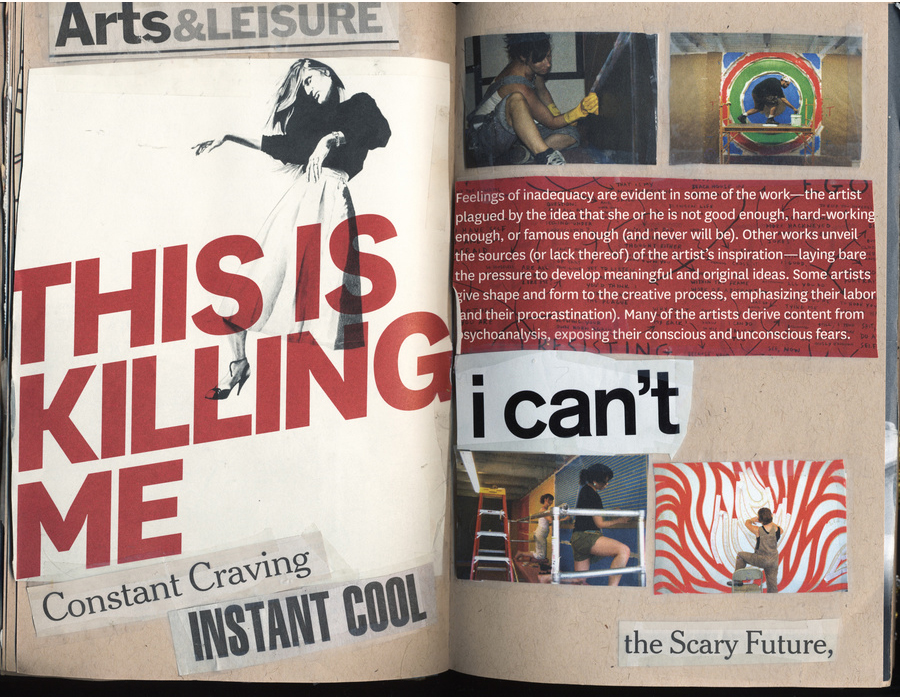 Arts&LEISURE
THIS IS
KILLING
ME
Constant Craving
INSTANT COOL
Feelings of inadequacy are evident in some of the work—the artist
plagued by the idea that she or he is not good enough, hard-working
enough, or famous enough (and never will be). Other works unveil
the sources (or lack thereof) of the artist's inspiration—laying bare
the pressure to develop meaningful and original ideas. Some artists
give shape and form to the creative process, emphasizing their labor
(and their procrastination). Many of the artists derive content from
psychoanalysis, exposing their conscious and unconscious fears.
i can't
the Scary Future,